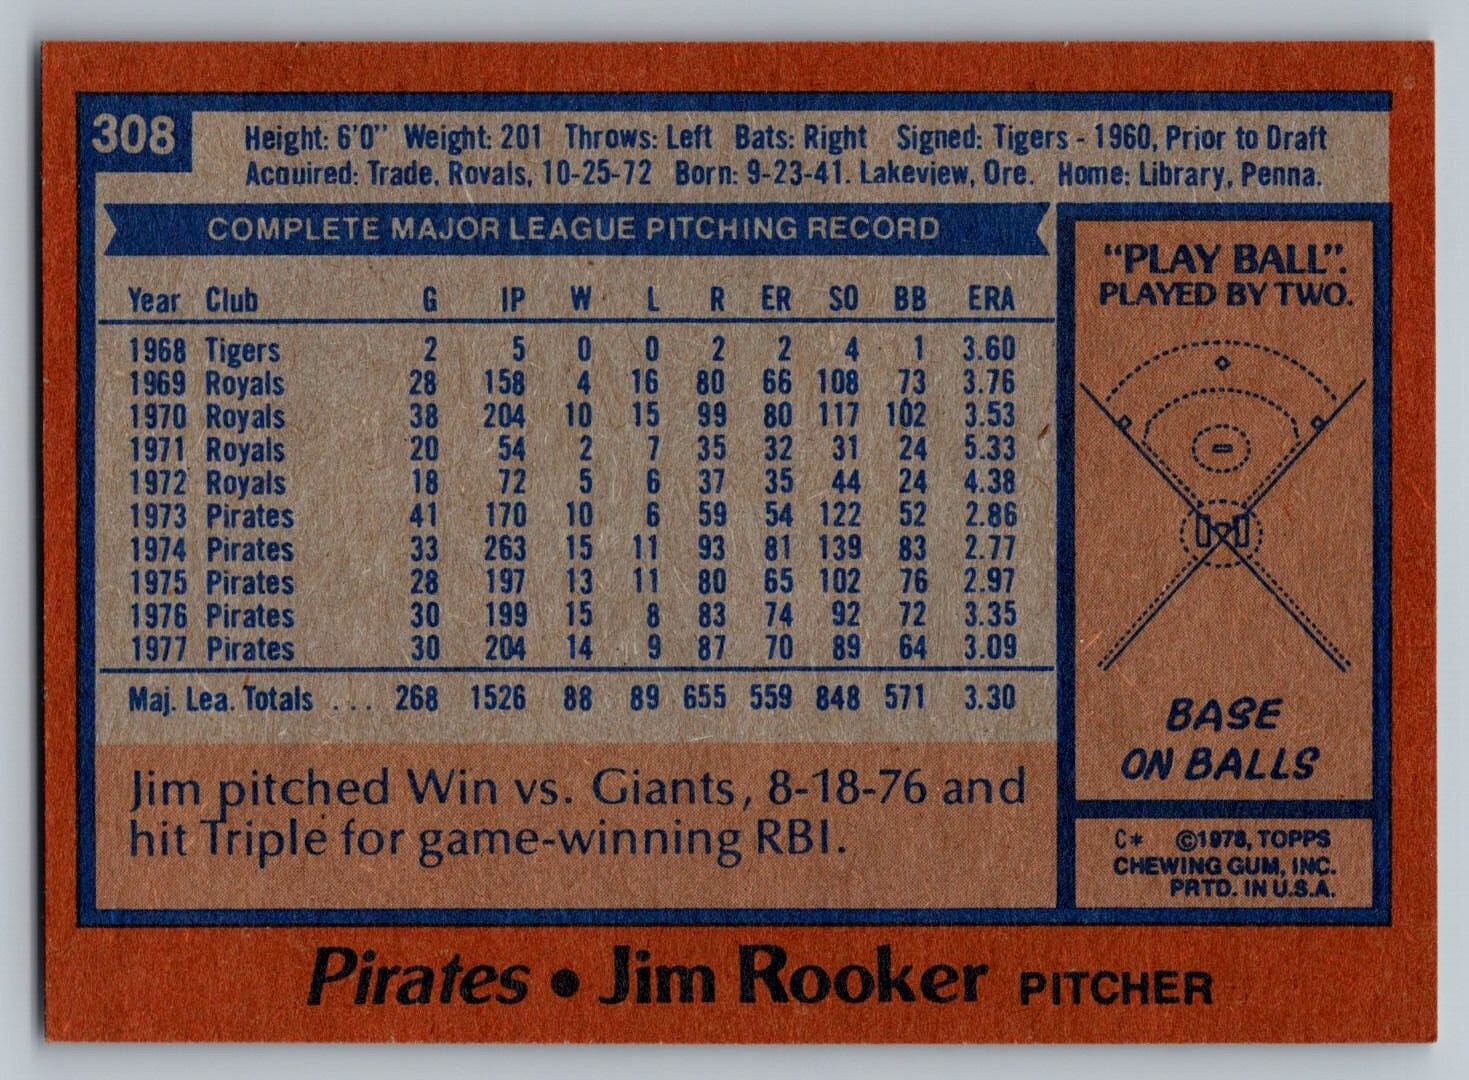 308
Height: 6'0" Weight: 201 Throws: Left Bats: Right Signed: Tigers - 1960, Prior to Draft
Acquired: Trade, Royals, 10-25-72 Born: 9-23-41. Lakeview, Ore. Home: Library, Penna.
COMPLETE MAJOR LEAGUE PITCHING RECORD
Year Club G IP W L R ER SO BB ERA
1968 Tigers 2 5 0 0 2 2 4 1 3.60
1969 Royals 28 158 4 16 80 66 108 73 3.76
1970 Royals 38 204 10 15 99 80 117 102 3.53
1971 Royals 20 54 2 7 35 32 31 24 5.33
1972 Royals 18 72 5 6 37 35 44 24 4.38
1973 Pirates 41 170 10 6 59 54 122 52 2.86
1974 Pirates 33 263 15 11 93 81 139 83 2.77
1975 Pirates 28 197 13 11 80 65 102 76 2.97
1976 Pirates 30 199 15 8 83 74 92 72 3.35
1977 Pirates 30 204 14 9 87 70 89 64 3.09
Maj. Lea. Totals ... 268 1526 88 89 655 559 848 571 3.30
Jim pitched Win vs. Giants, 8-18-76 and
hit Triple for game-winning RBI.
"PLAY BALL".
PLAYED BY TWO.
BASE
ON BALLS
C* ©1978, TOPPS
CHEWING GUM, INC.
PRTD. IN U.S.A.
Pirates • Jim Rooker PITCHER